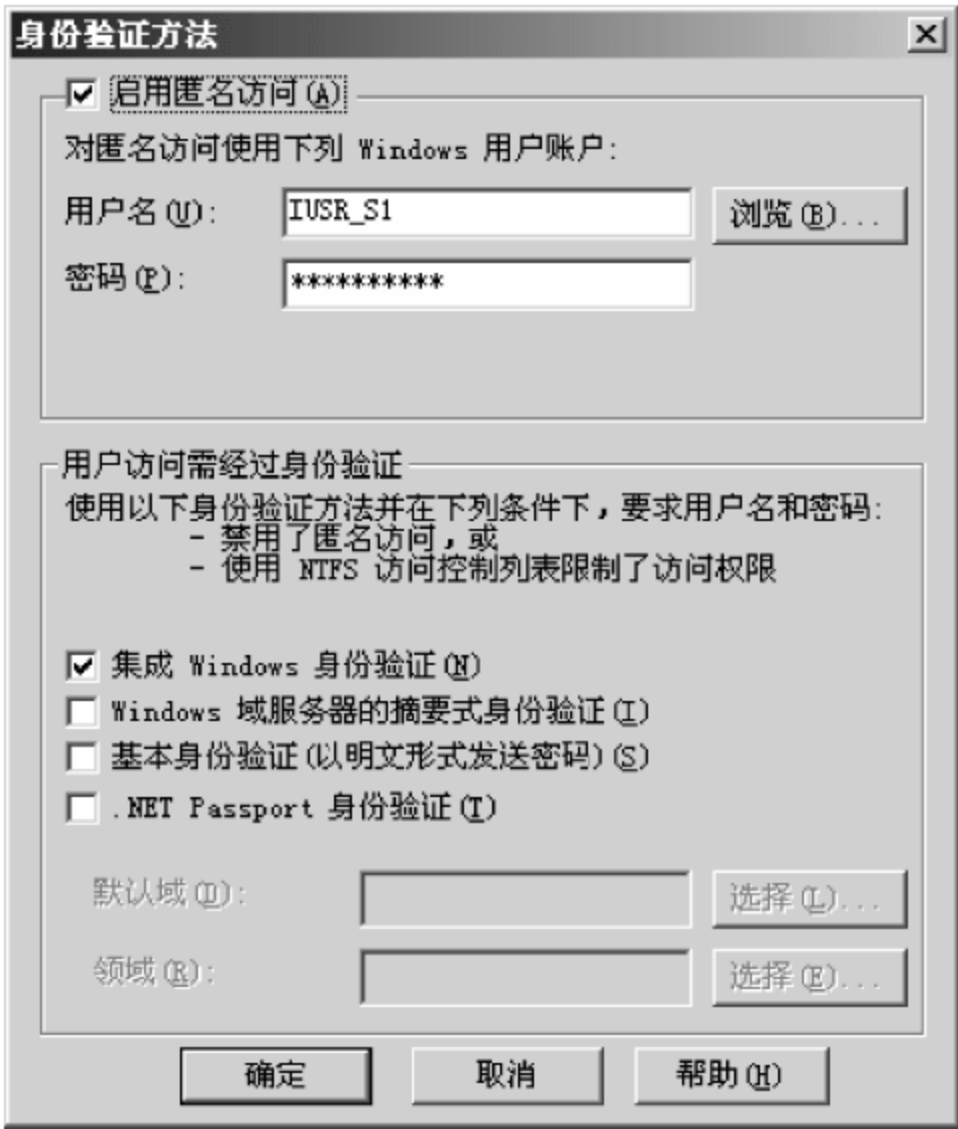 身份验证方法
启用匿名访问(A)
对匿名访问使用下列 Windows 用户账户:
用户名(U): IUSR_S1 浏览(B)...
密码(P): **********
用户访问需经过身份验证
使用以下身份验证方法并在下列条件下，要求用户名和密码:
- 禁用了匿名访问，或
- 使用 NTFS 访问控制列表限制了访问权限
集成 Windows 身份验证(N)
Windows 域服务器的摘要式身份验证(I)
基本身份验证(以明文形式发送密码)(S)
.NET Passport 身份验证(T)
默认域(D): 选择(L)...
领域(R): 选择(E)...
确定 取消 帮助(H)